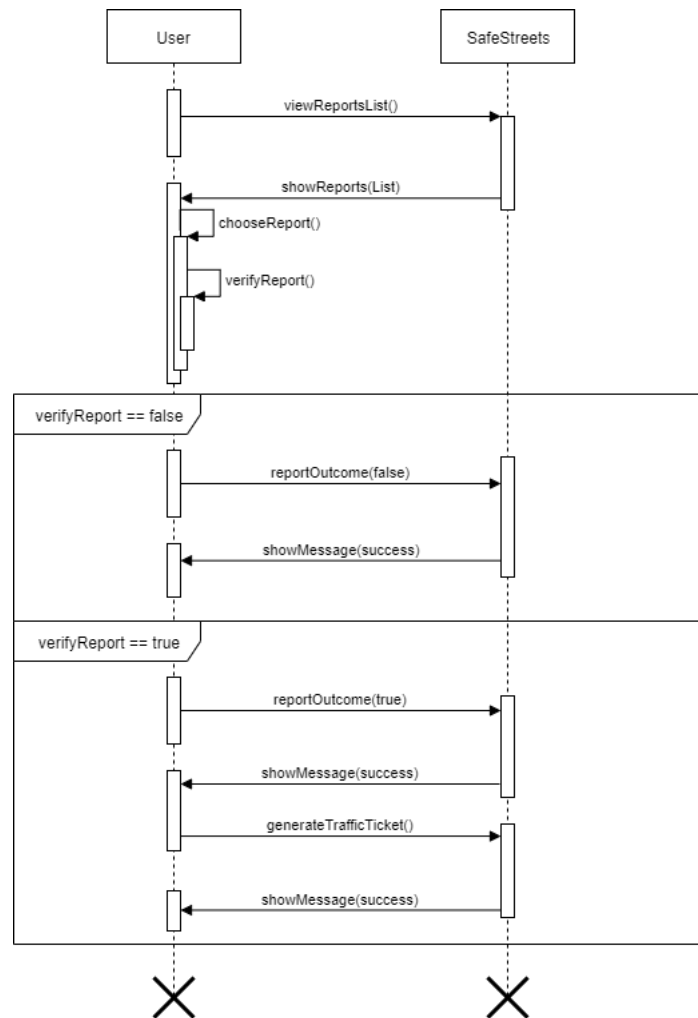 User
SafeStreets
viewReportsList()
showReports(List)
chooseReport()
verifyReport()
verifyReport == false
reportOutcome(false)
showMessage(success)
verifyReport == true
reportOutcome(true)
showMessage(success)
generateTrafficTicket()
showMessage(success)